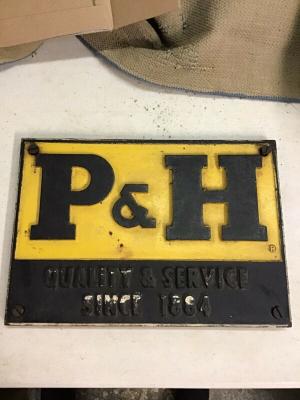 P&H
®
QUALITY & SERVICE
SINCE 1884